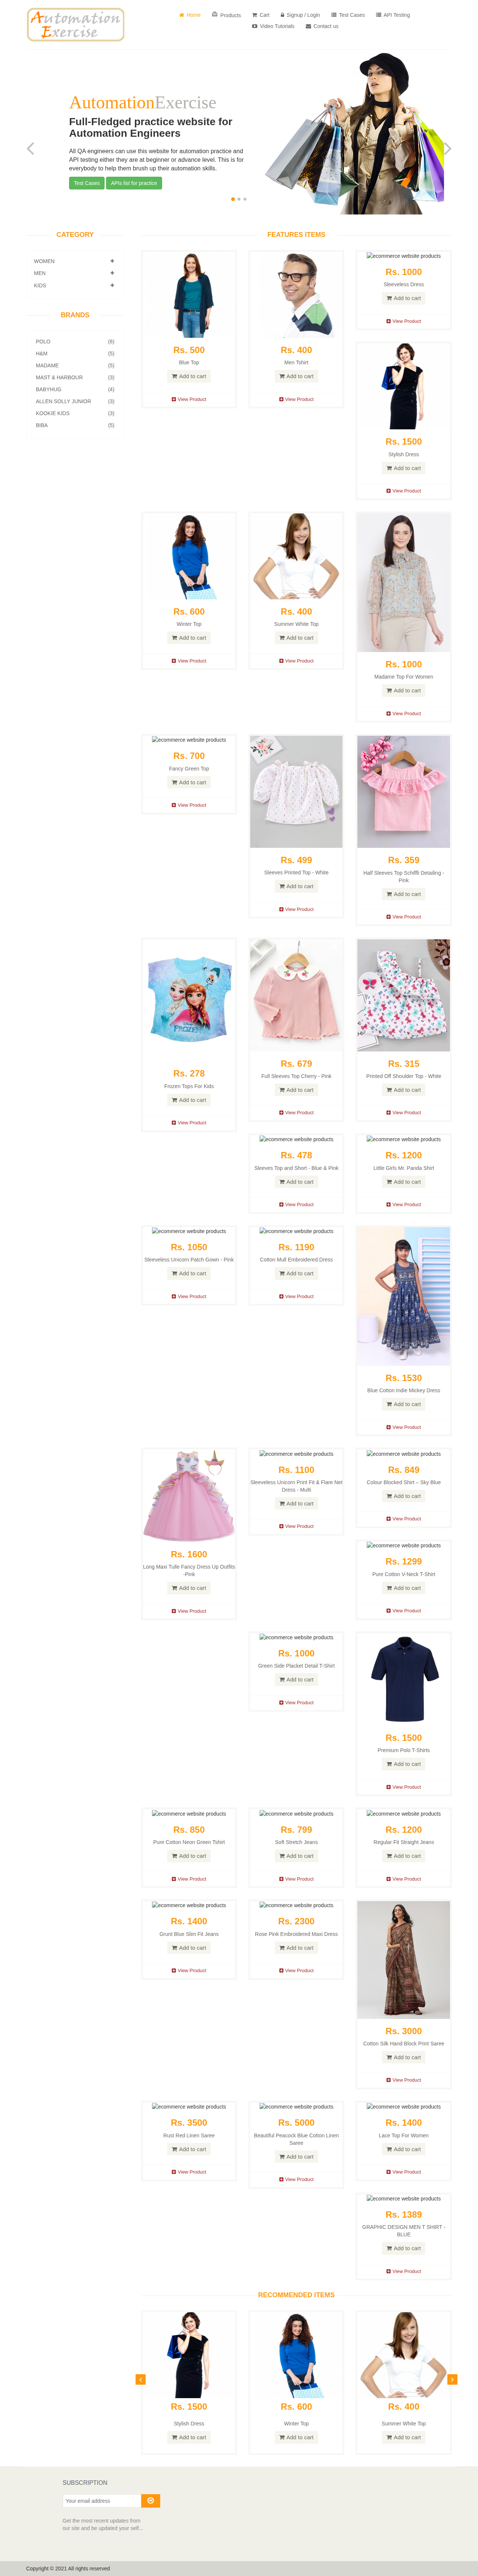 Automation
Exercise
Home
Products
Cart
Signup / Login
Test Cases
API Testing
Video Tutorials
Contact us
AutomationExercise
Full-Fledged practice website for
Automation Engineers
All QA engineers can use this website for automation practice and
API testing either they are at beginner or advance level. This is for
everybody to help them brush up their automation skills.
Test Cases
APIs list for practice
CATEGORY
WOMEN
MEN
KIDS
BRANDS
POLO (6)
H&M (5)
MADAME (5)
MAST & HARBOUR (3)
BABYHUG (4)
ALLEN SOLLY JUNIOR (3)
KOOKIE KIDS (3)
BIBA (5)
FEATURES ITEMS
Rs. 500
Blue Top
Add to cart
View Product
Rs. 400
Men Tshirt
Add to cart
View Product
ecommerce website products
Rs. 1000
Sleeveless Dress
Add to cart
View Product
Rs. 1500
Stylish Dress
Add to cart
View Product
Rs. 600
Winter Top
Add to cart
View Product
Rs. 400
Summer White Top
Add to cart
View Product
Rs. 1000
Madame Top For Women
Add to cart
View Product
ecommerce website products
Rs. 700
Fancy Green Top
Add to cart
View Product
Rs. 499
Sleeves Printed Top - White
Add to cart
View Product
Rs. 359
Half Sleeves Top Schiffli Detailing -
Pink
Add to cart
View Product
FROZEN
Rs. 278
Frozen Tops For Kids
Add to cart
View Product
Rs. 679
Full Sleeves Top Cherry - Pink
Add to cart
View Product
Rs. 315
Printed Off Shoulder Top - White
Add to cart
View Product
ecommerce website products
Rs. 478
Sleeves Top and Short - Blue & Pink
Add to cart
View Product
ecommerce website products
Rs. 1200
Little Girls Mr. Panda Shirt
Add to cart
View Product
ecommerce website products
Rs. 1050
Sleeveless Unicorn Patch Gown - Pink
Add to cart
View Product
ecommerce website products
Rs. 1190
Cotton Mull Embroidered Dress
Add to cart
View Product
Rs. 1530
Blue Cotton Indie Mickey Dress
Add to cart
View Product
Rs. 1600
Long Maxi Tulle Fancy Dress Up Outfits
-Pink
Add to cart
View Product
ecommerce website products
Rs. 1100
Sleeveless Unicorn Print Fit & Flare Net
Dress - Multi
Add to cart
View Product
ecommerce website products
Rs. 849
Colour Blocked Shirt – Sky Blue
Add to cart
View Product
ecommerce website products
Rs. 1299
Pure Cotton V-Neck T-Shirt
Add to cart
View Product
ecommerce website products
Rs. 1000
Green Side Placket Detail T-Shirt
Add to cart
View Product
Rs. 1500
Premium Polo T-Shirts
Add to cart
View Product
ecommerce website products
Rs. 850
Pure Cotton Neon Green Tshirt
Add to cart
View Product
ecommerce website products
Rs. 799
Soft Stretch Jeans
Add to cart
View Product
ecommerce website products
Rs. 1200
Regular Fit Straight Jeans
Add to cart
View Product
ecommerce website products
Rs. 1400
Grunt Blue Slim Fit Jeans
Add to cart
View Product
ecommerce website products
Rs. 2300
Rose Pink Embroidered Maxi Dress
Add to cart
View Product
Rs. 3000
Cotton Silk Hand Block Print Saree
Add to cart
View Product
ecommerce website products
Rs. 3500
Rust Red Linen Saree
Add to cart
View Product
ecommerce website products
Rs. 5000
Beautiful Peacock Blue Cotton Linen
Saree
Add to cart
View Product
ecommerce website products
Rs. 1400
Lace Top For Women
Add to cart
View Product
ecommerce website products
Rs. 1389
GRAPHIC DESIGN MEN T SHIRT -
BLUE
Add to cart
View Product
RECOMMENDED ITEMS
Rs. 1500
Stylish Dress
Add to cart
Rs. 600
Winter Top
Add to cart
Rs. 400
Summer White Top
Add to cart
SUBSCRIPTION
Your email address
Get the most recent updates from
our site and be updated your self...
Copyright © 2021 All rights reserved